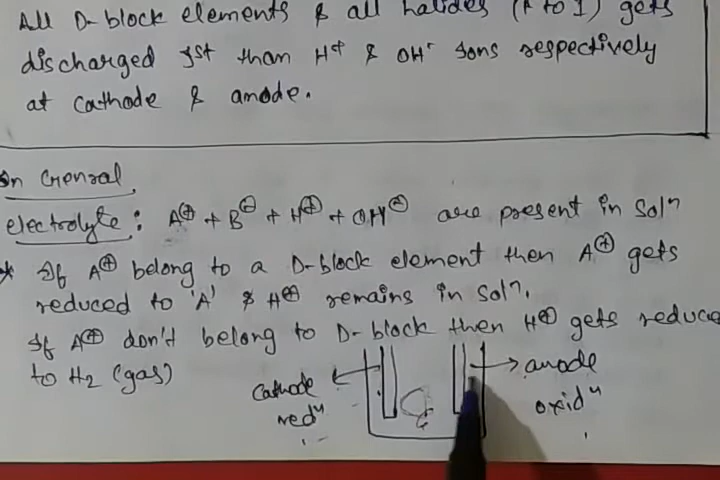 All D-block elements & all halides (F to I) gets
discharged 1st than H⁺ & OH⁻ ions respectively
at cathode & anode.
In General,
electrolyte: A⊕ + B⊖ + H⊕ + OH⊖ are present in solⁿ
* If A⊕ belong to a D-block element then A⊕ gets
reduced to 'A' & H⊕ remains in solⁿ.
If A⊕ don't belong to D-block then H⊕ gets reduce
to H₂ (gas)
cathode
redⁿ
anode
oxidⁿ